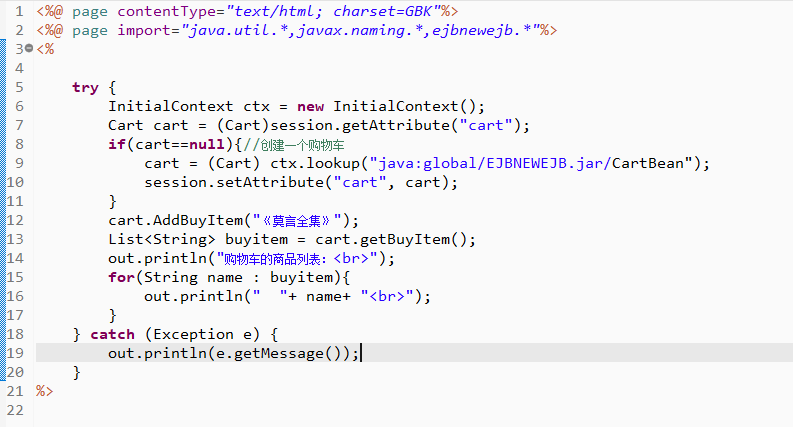 1 <%@ page contentType="text/html; charset=GBK"%>
2 <%@ page import="java.util.*,javax.naming.*,ejbnewejb.*"%>
3 <%
4
5     try {
6         InitialContext ctx = new InitialContext();
7         Cart cart = (Cart)session.getAttribute("cart");
8         if(cart==null){//创建一个购物车
9             cart = (Cart) ctx.lookup("java:global/EJBNEWEJB.jar/CartBean");
10             session.setAttribute("cart", cart);
11         }
12         cart.AddBuyItem("《莫言全集》");
13         List<String> buyitem = cart.getBuyItem();
14         out.println("购物车的商品列表：<br>");
15         for(String name : buyitem){
16             out.println("  "+ name+ "<br>");
17         }
18     } catch (Exception e) {
19         out.println(e.getMessage());
20     }
21 %>
22